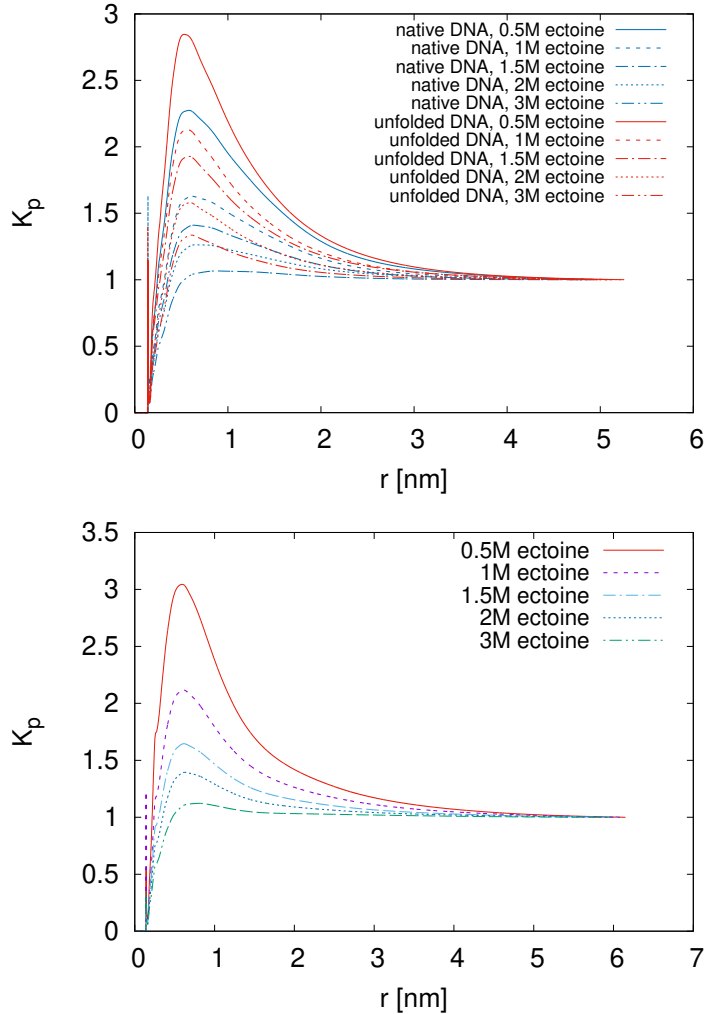 3
2.5
2
1.5
1
0.5
0
K_p
native DNA, 0.5M ectoine
native DNA, 1M ectoine
native DNA, 1.5M ectoine
native DNA, 2M ectoine
native DNA, 3M ectoine
unfolded DNA, 0.5M ectoine
unfolded DNA, 1M ectoine
unfolded DNA, 1.5M ectoine
unfolded DNA, 2M ectoine
unfolded DNA, 3M ectoine
0 1 2 3 4 5 6
r [nm]
3.5
3
2.5
2
1.5
1
0.5
0
K_p
0.5M ectoine
1M ectoine
1.5M ectoine
2M ectoine
3M ectoine
0 1 2 3 4 5 6 7
r [nm]